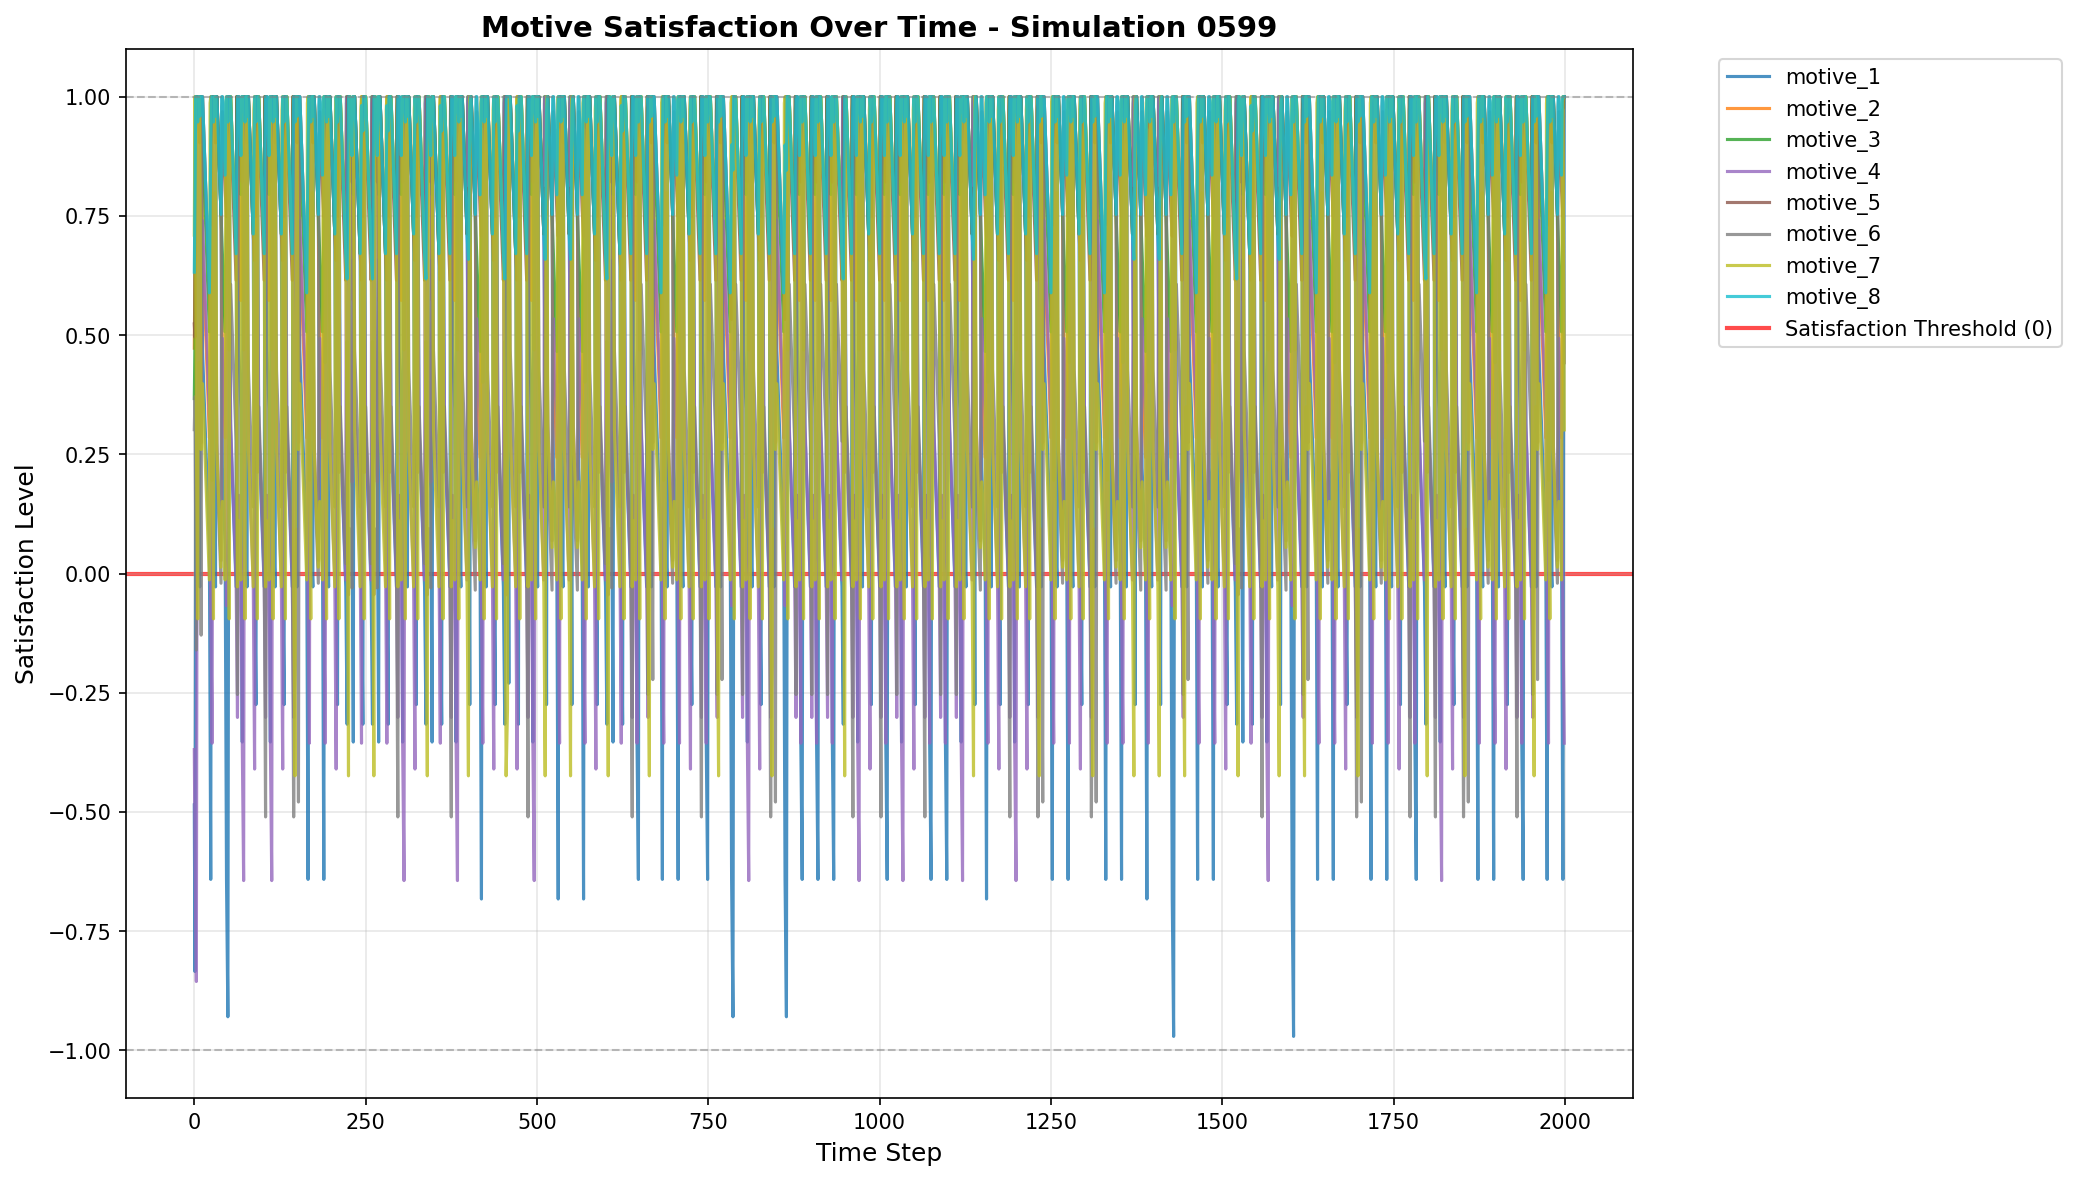 Motive Satisfaction Over Time - Simulation 0599
1.00
0.75
0.50
0.25
0.00
−0.25
−0.50
−0.75
−1.00
Satisfaction Level
0 250 500 750 1000 1250 1500 1750 2000
Time Step
motive_1
motive_2
motive_3
motive_4
motive_5
motive_6
motive_7
motive_8
Satisfaction Threshold (0)